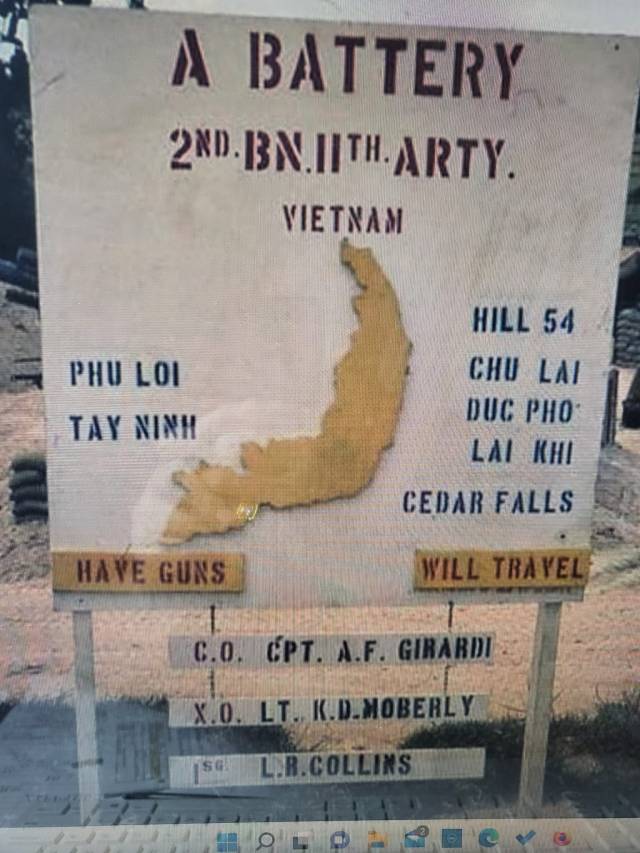 A BATTERY
2ND. BN. 11TH. ARTY.
VIETNAM
PHU LOI
TAY NINH
HILL 54
CHU LAI
DUC PHO
LAI KHI
CEDAR FALLS
HAVE GUNS
WILL TRAVEL
C.O. CPT. A.F. GIRARDI
X.O. LT. K.D. MOBERLY
1SG. L.R. COLLINS